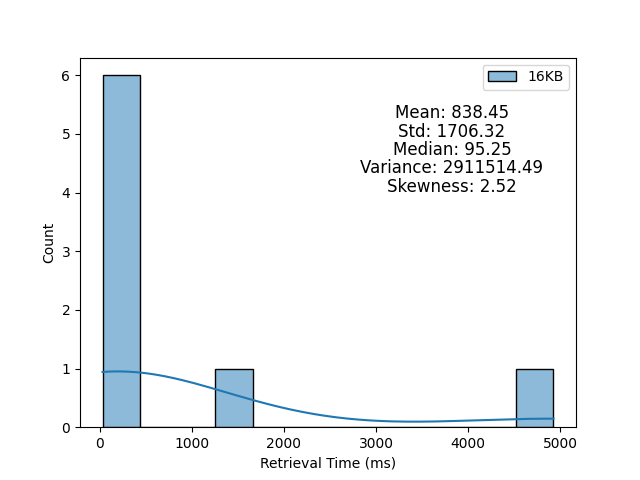 16KB
Mean: 838.45
Std: 1706.32
Median: 95.25
Variance: 2911514.49
Skewness: 2.52
6
5
4
3
2
1
0
Count
0 1000 2000 3000 4000 5000
Retrieval Time (ms)